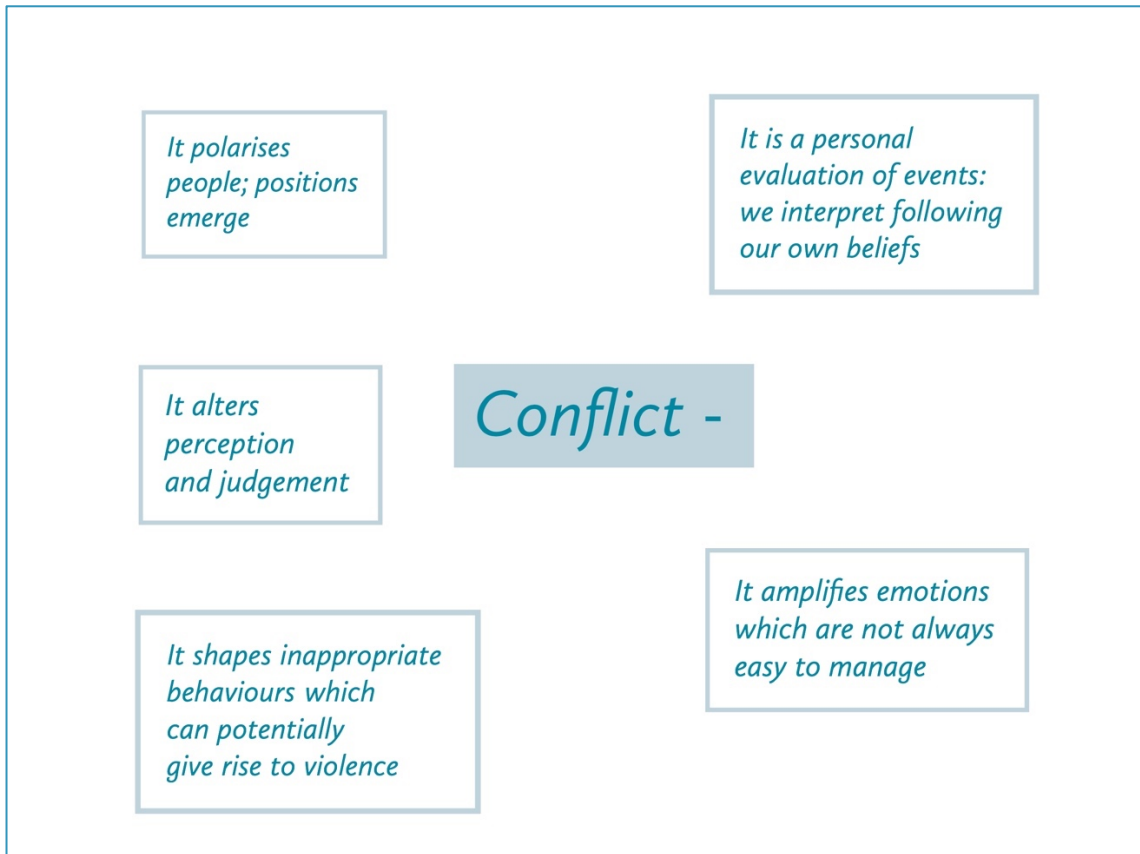 It polarises
people; positions
emerge
It is a personal
evaluation of events:
we interpret following
our own beliefs
It alters
perception
and judgement
Conflict -
It shapes inappropriate
behaviours which
can potentially
give rise to violence
It amplifies emotions
which are not always
easy to manage